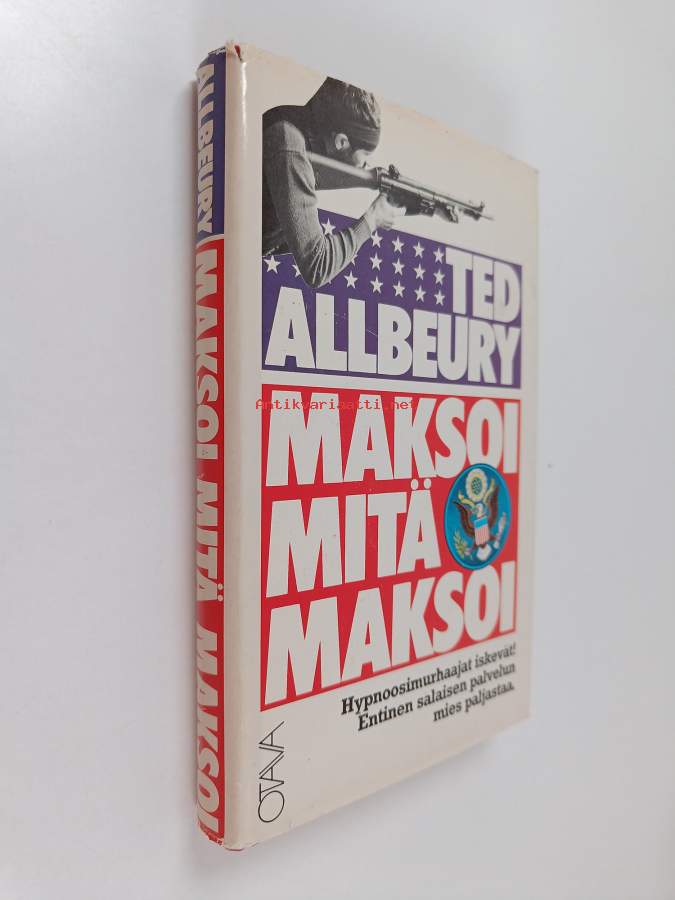 ALLBEURY MAKSOI MITÄ MAKSOI
TED
ALLBEURY
Antikvariaatti.net
MAKSOI
MITÄ
MAKSOI
Hypnoosimurhaajat iskevat!
Entinen salaisen palvelun
mies paljastaa.
OTAVA